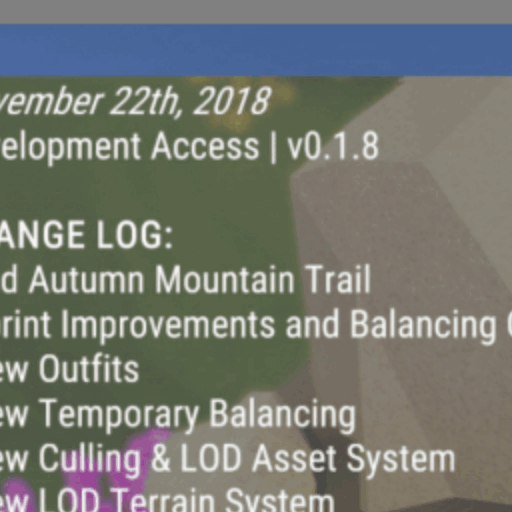 vember 22th, 2018
elopment Access | v0.1.8
ANGE LOG:
d Autumn Mountain Trail
rint Improvements and Balancing
ew Outfits
ew Temporary Balancing
ew Culling & LOD Asset System
ew LOD Terrain System